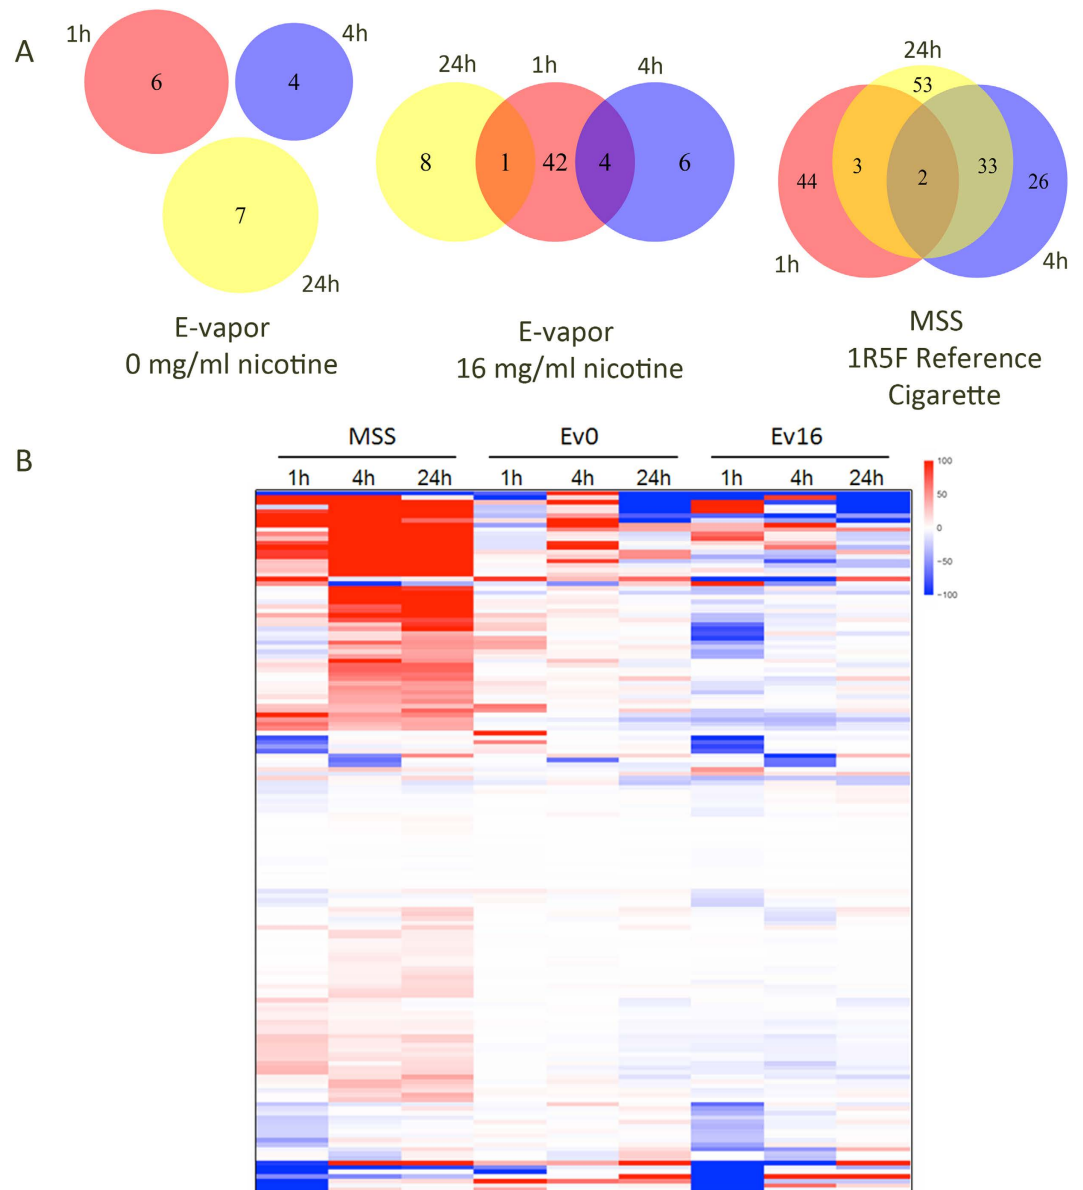 A
1h
4h
6
4
7
24h
E-vapor
0 mg/ml nicotine
24h
1h
4h
8
1
42
4
6
E-vapor
16 mg/ml nicotine
24h
53
44
3
2
33
26
1h
4h
MSS
1R5F Reference
Cigarette
B
MSS
Ev0
Ev16
1h
4h
24h
1h
4h
24h
1h
4h
24h
100
50
0
−50
−100